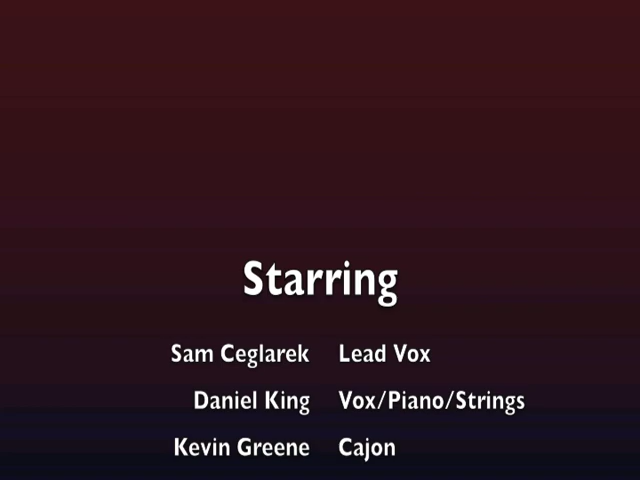 Starring
Sam Ceglarek Lead Vox
Daniel King Vox/Piano/Strings
Kevin Greene Cajon